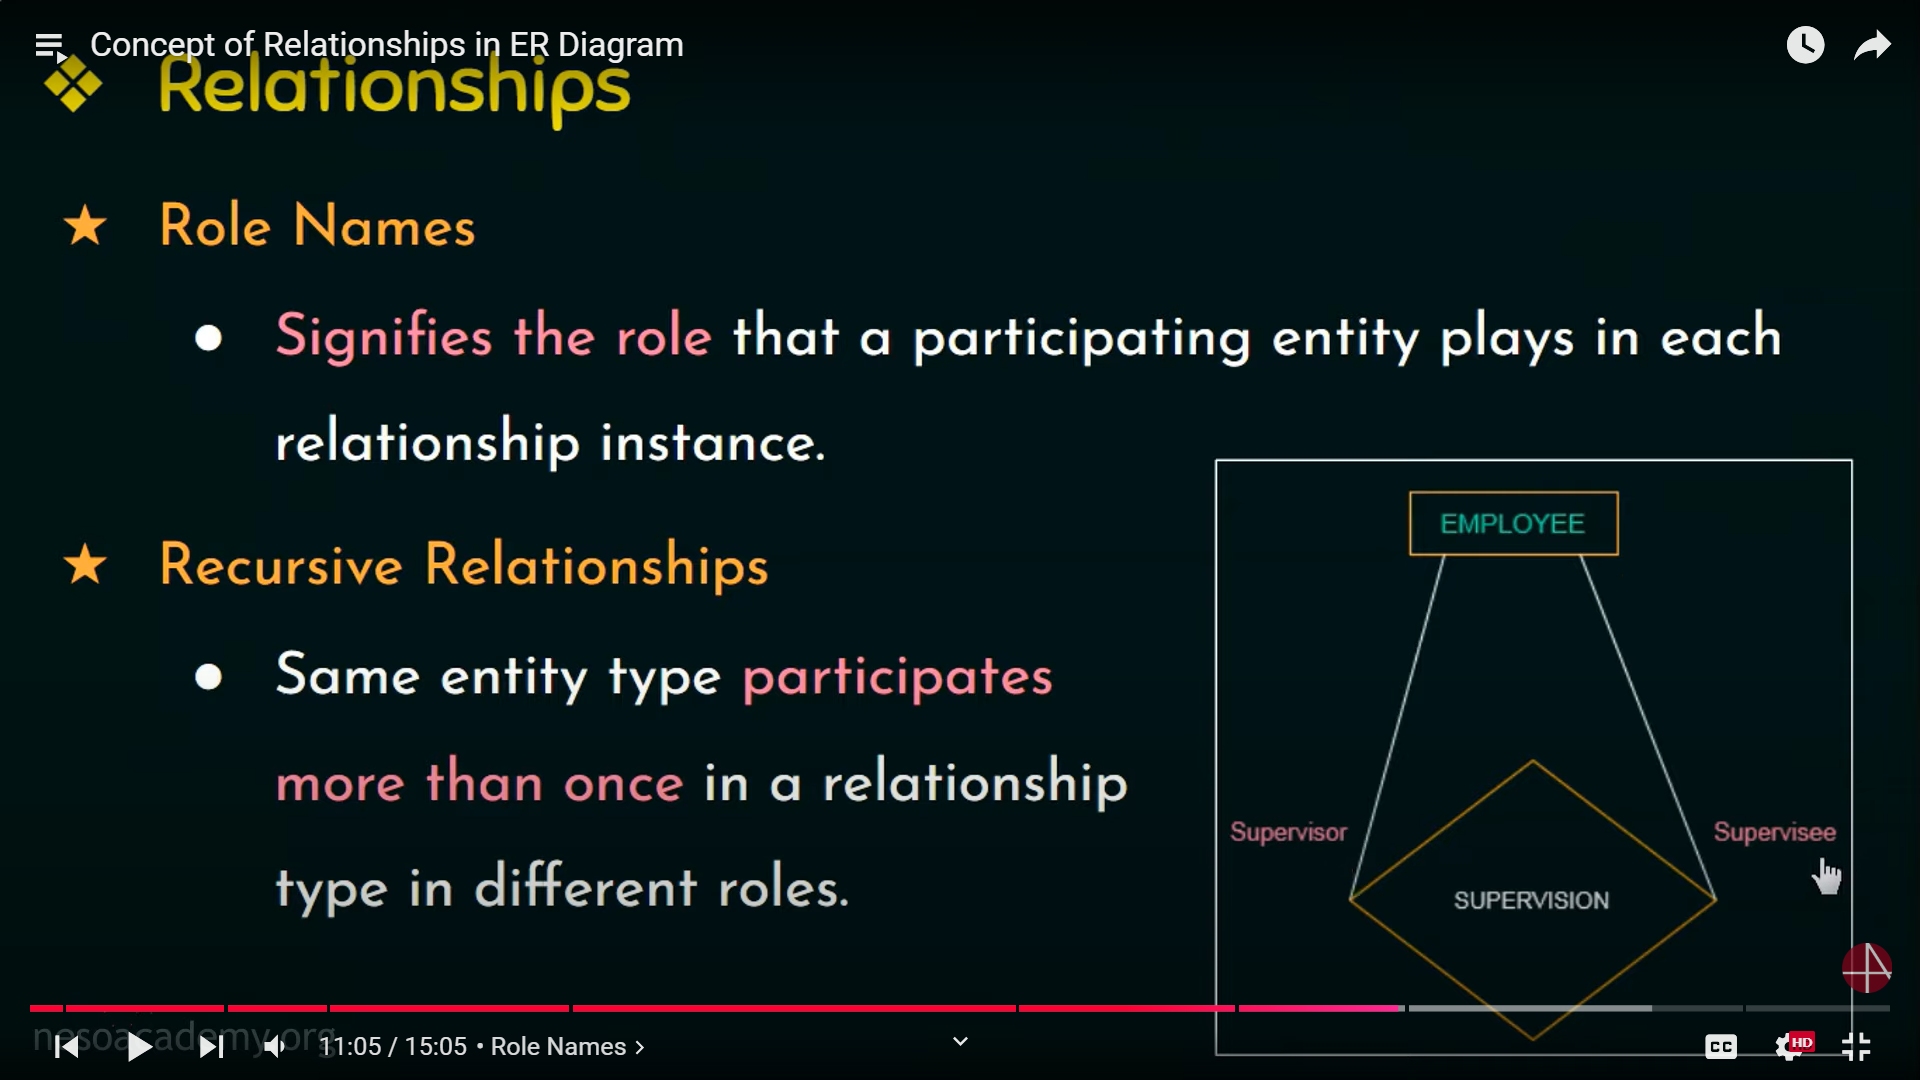 Concept of Relationships in ER Diagram
Relationships
Role Names
Signifies the role that a participating entity plays in each
relationship instance.
Recursive Relationships
Same entity type participates
more than once in a relationship
type in different roles.
EMPLOYEE
Supervisor
Supervisee
SUPERVISION
nesoacademy.org
11:05 / 15:05 • Role Names
CC
HD